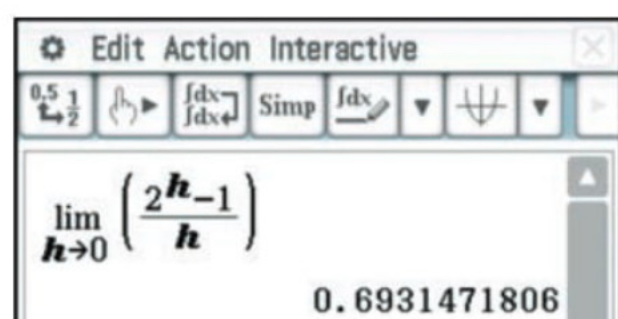 Edit Action Interactive
0.5 1/2 ∫dx ∫dx Simp ∫dx
lim h→0 ( (2^h−1)/h )
0.6931471806